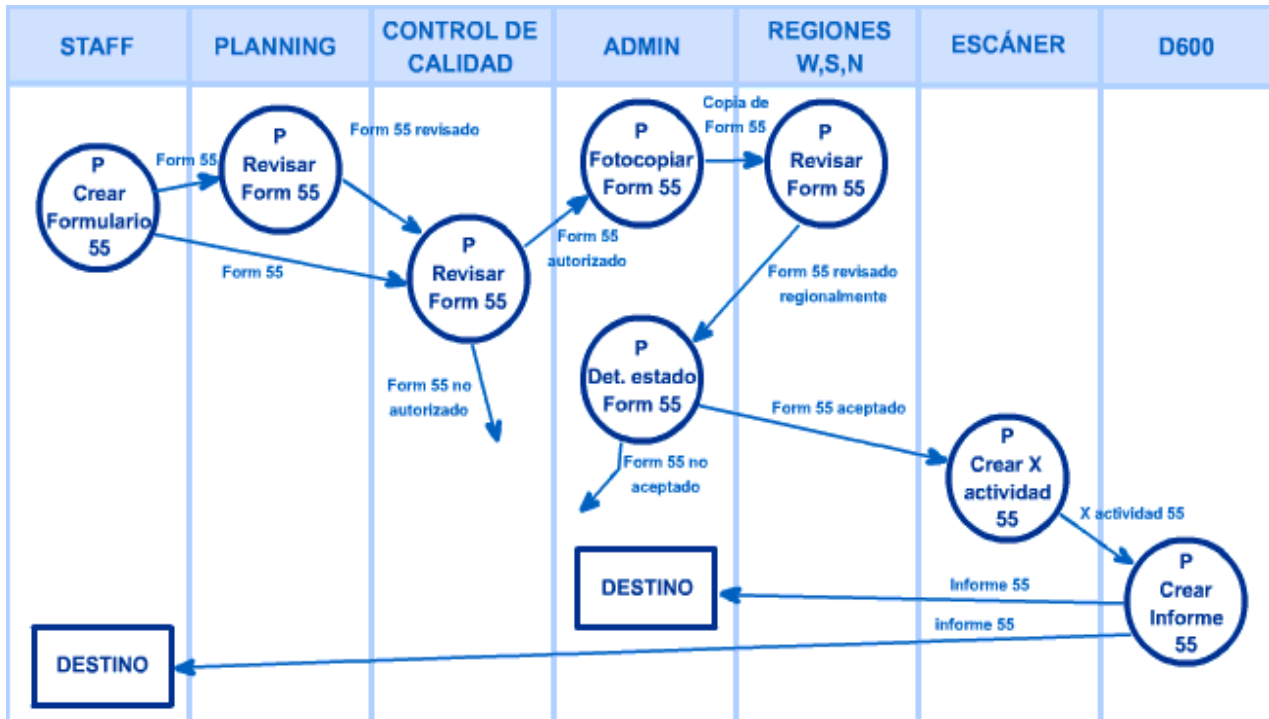 STAFF
PLANNING
CONTROL DE
CALIDAD
ADMIN
REGIONES
W,S,N
ESCÁNER
D600
P
Crear
Formulario
55
Form 55
P
Revisar
Form 55
Form 55 revisado
Form 55
P
Revisar
Form 55
Form 55
autorizado
Form 55 no
autorizado
P
Fotocopiar
Form 55
Copia de
Form 55
P
Revisar
Form 55
Form 55 revisado
regionalmente
P
Det. estado
Form 55
Form 55 aceptado
Form 55 no
aceptado
P
Crear X
actividad
55
X actividad 55
P
Crear
Informe
55
Informe 55
DESTINO
informe 55
DESTINO